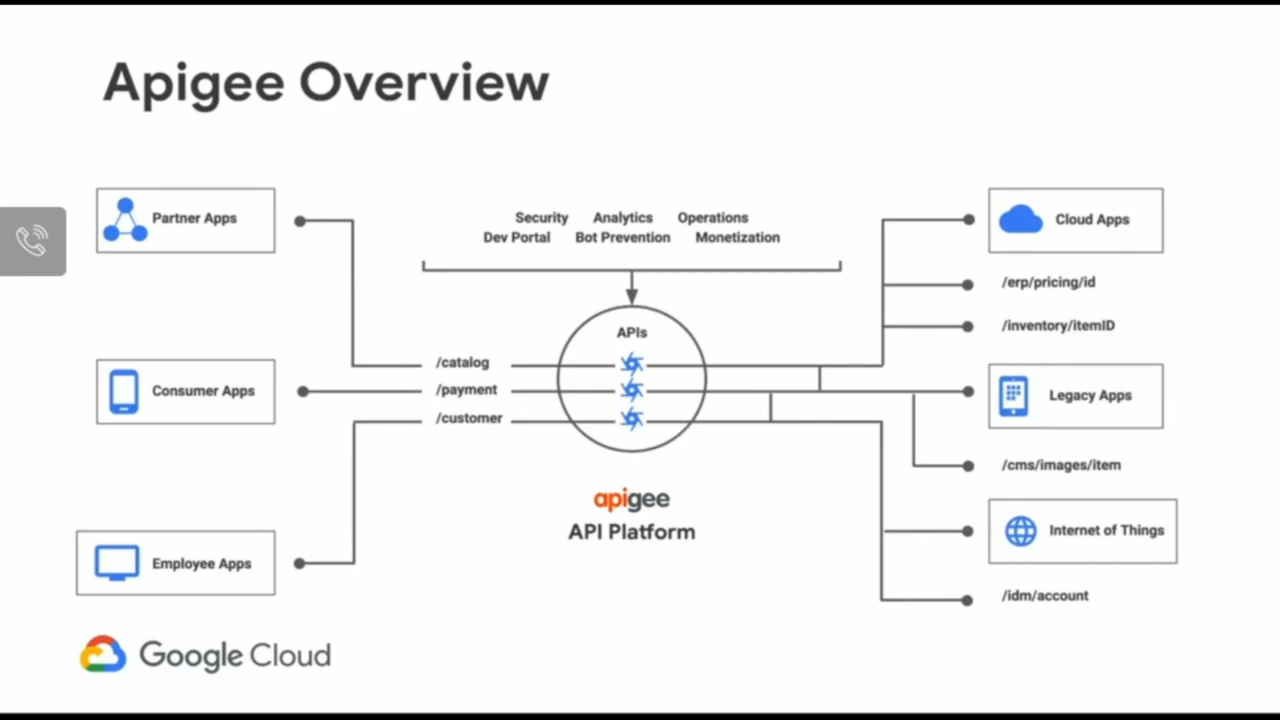 Apigee Overview
Partner Apps
Consumer Apps
Employee Apps
Security Analytics Operations
Dev Portal Bot Prevention Monetization
APIs
/catalog
/payment
/customer
apigee
API Platform
Cloud Apps
/erp/pricing/id
/inventory/itemID
Legacy Apps
/cms/images/item
Internet of Things
/idm/account
Google Cloud